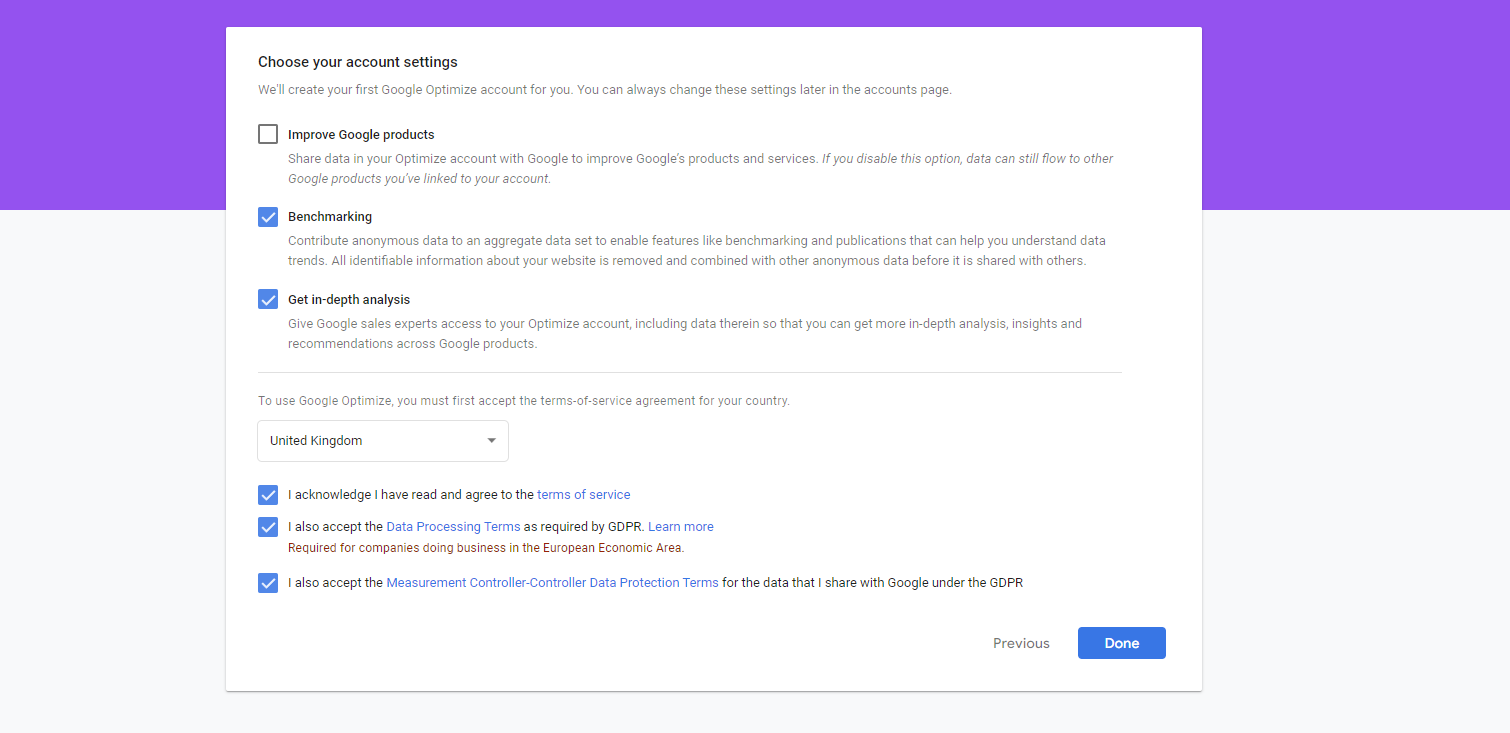 Choose your account settings
We'll create your first Google Optimize account for you. You can always change these settings later in the accounts page.
Improve Google products
Share data in your Optimize account with Google to improve Google's products and services. If you disable this option, data can still flow to other
Google products you've linked to your account.
Benchmarking
Contribute anonymous data to an aggregate data set to enable features like benchmarking and publications that can help you understand data
trends. All identifiable information about your website is removed and combined with other anonymous data before it is shared with others.
Get in-depth analysis
Give Google sales experts access to your Optimize account, including data therein so that you can get more in-depth analysis, insights and
recommendations across Google products.
To use Google Optimize, you must first accept the terms-of-service agreement for your country.
United Kingdom
I acknowledge I have read and agree to the terms of service
I also accept the Data Processing Terms as required by GDPR. Learn more
Required for companies doing business in the European Economic Area.
I also accept the Measurement Controller-Controller Data Protection Terms for the data that I share with Google under the GDPR
Previous Done